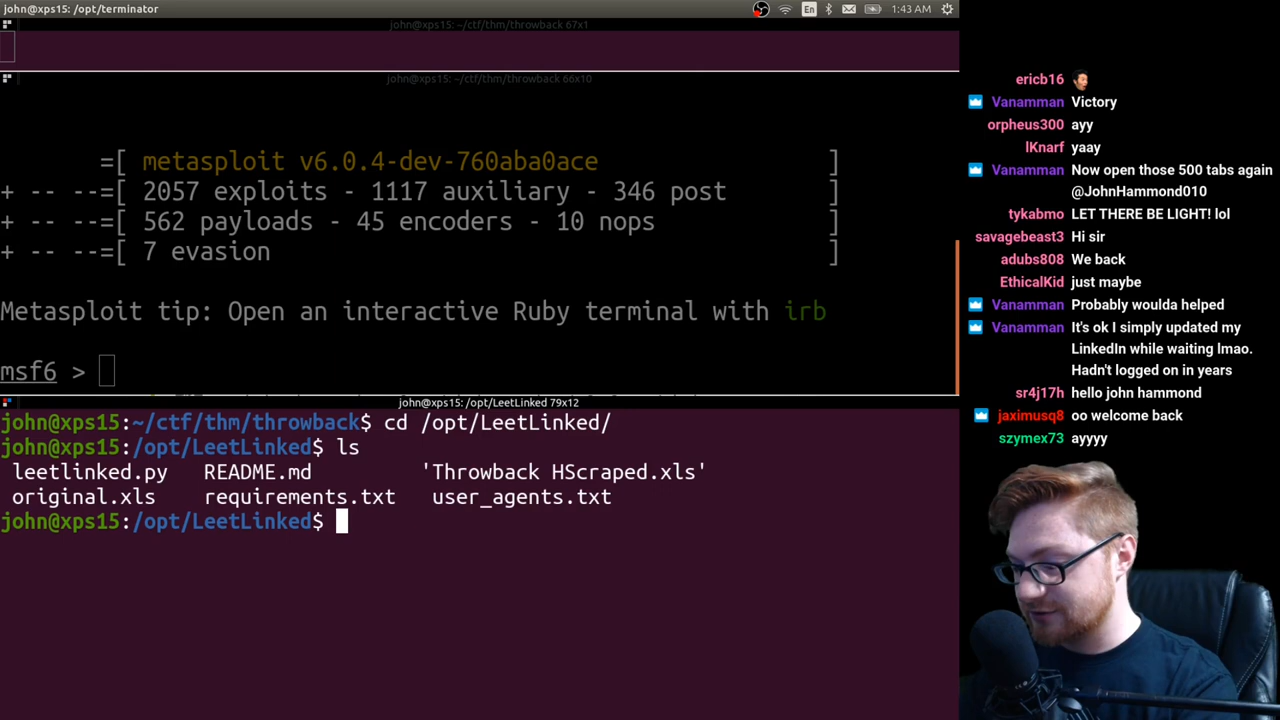 john@xps15: /opt/terminator
En
1:43 AM
john@xps15: ~/ctf/thm/throwback 67x1
john@xps15: ~/ctf/thm/throwback 66x10
=[ metasploit v6.0.4-dev-760aba0ace ]
+ -- --=[ 2057 exploits - 1117 auxiliary - 346 post ]
+ -- --=[ 562 payloads - 45 encoders - 10 nops ]
+ -- --=[ 7 evasion ]
Metasploit tip: Open an interactive Ruby terminal with irb
msf6 >
john@xps15: /opt/LeetLinked 79x12
john@xps15:~/ctf/thm/throwback$ cd /opt/LeetLinked/
john@xps15:/opt/LeetLinked$ ls
leetlinked.py README.md 'Throwback HScraped.xls'
original.xls requirements.txt user_agents.txt
john@xps15:/opt/LeetLinked$
ericb16
Vanamman Victory
orpheus300 ayy
lKnarf yaay
Vanamman Now open those 500 tabs again
@JohnHammond010
tykabmo LET THERE BE LIGHT! lol
savagebeast3 Hi sir
adubs808 We back
EthicalKid just maybe
Vanamman Probably woulda helped
Vanamman It's ok I simply updated my
LinkedIn while waiting lmao.
Hadn't logged on in years
sr4j17h hello john hammond
jaximusq8 oo welcome back
szymex73 ayyyy